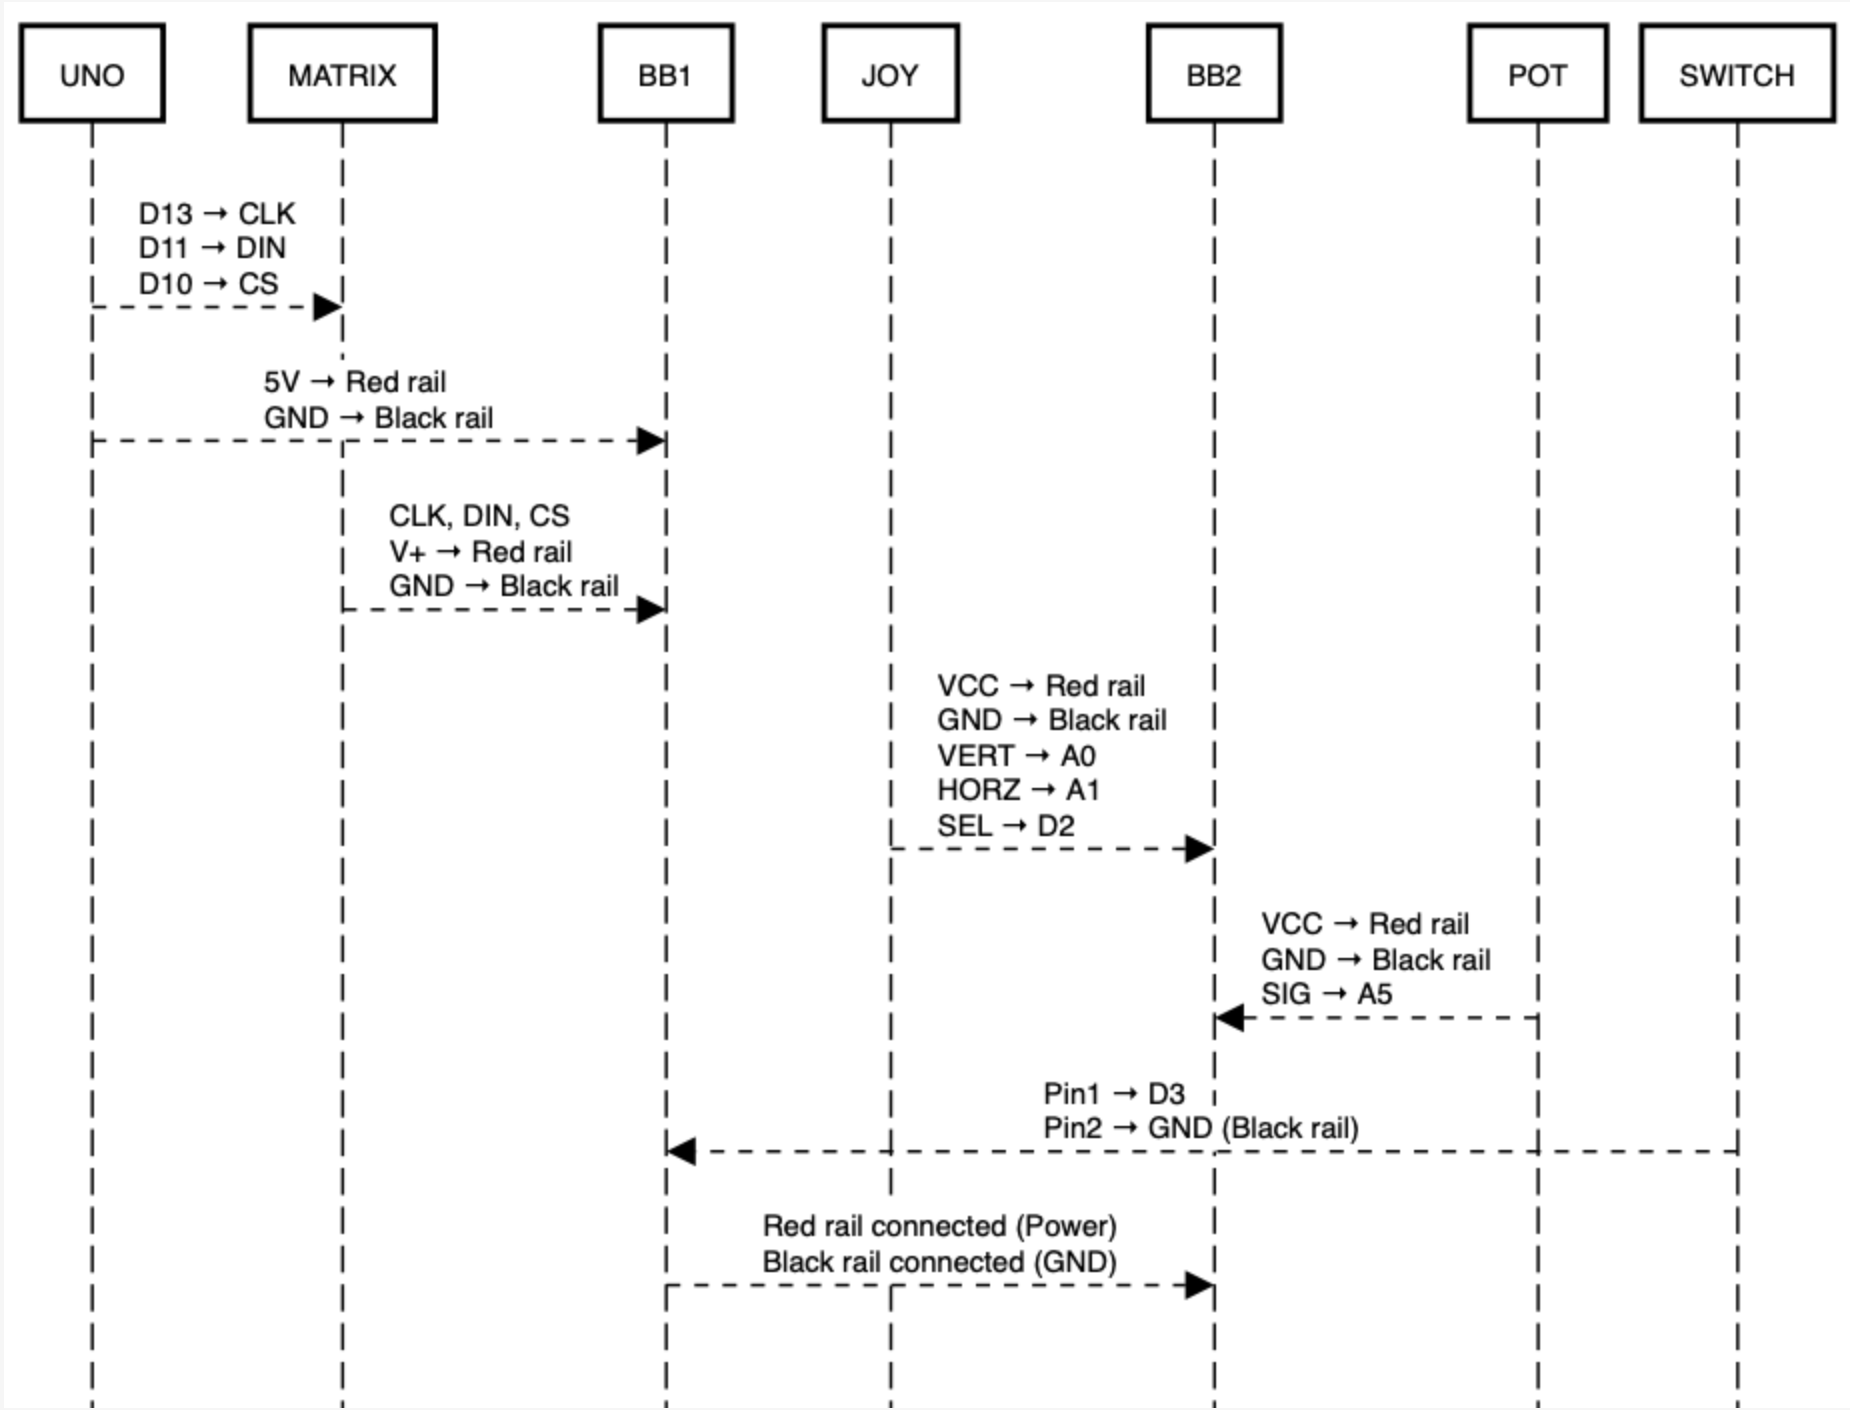 UNO
MATRIX
BB1
JOY
BB2
POT
SWITCH
D13 → CLK
D11 → DIN
D10 → CS
5V → Red rail
GND → Black rail
CLK, DIN, CS
V+ → Red rail
GND → Black rail
VCC → Red rail
GND → Black rail
VERT → A0
HORZ → A1
SEL → D2
VCC → Red rail
GND → Black rail
SIG → A5
Pin1 → D3
Pin2 → GND (Black rail)
Red rail connected (Power)
Black rail connected (GND)